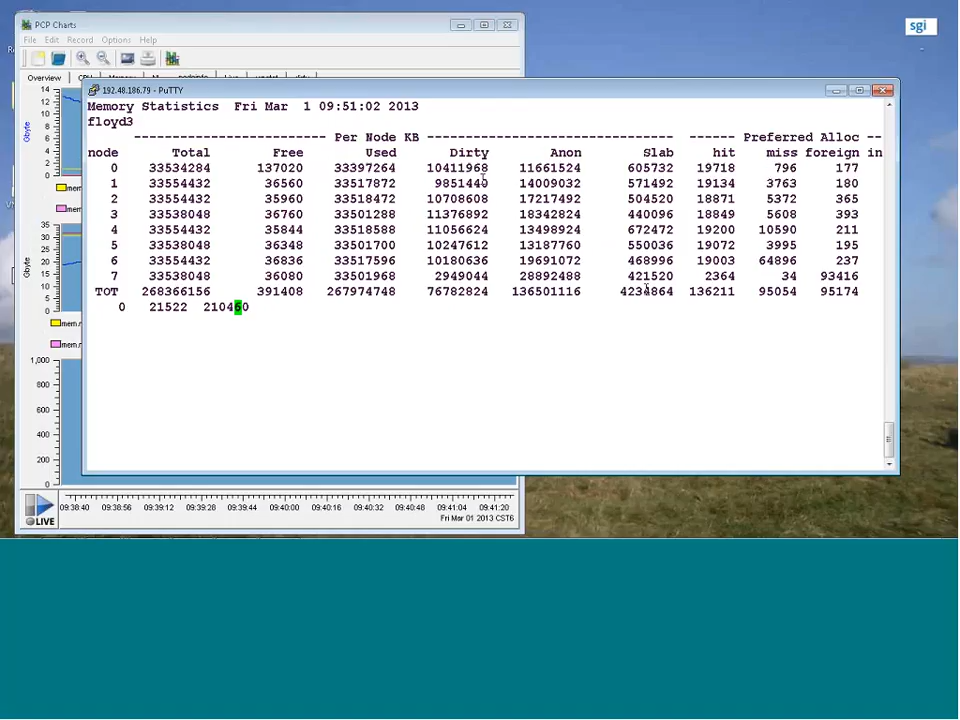 PCP Charts
sgi
File Edit Record Options Help
Overview
192.48.186.79 - PuTTY
Memory Statistics Fri Mar 1 09:51:02 2013
floyd3
------------------------ Per Node KB ------------------------------- ------ Preferred Alloc --
node Total Free Used Dirty Anon Slab hit miss foreign in
0 33534284 137020 33397264 10411968 11661524 605732 19718 796 177
1 33554432 36560 33517872 9851440 14009032 571492 19134 3763 180
2 33554432 35960 33518472 10708608 17217492 504520 18871 5372 365
3 33538048 36760 33501288 11376892 18342824 440096 18849 5608 393
4 33554432 35844 33518588 11056624 13498924 672472 19200 10590 211
5 33538048 36348 33501700 10247612 13187760 550036 19072 3995 195
6 33554432 36836 33517596 10180636 19691072 468996 19003 64896 237
7 33538048 36080 33501968 2949044 28892488 421520 2364 34 93416
TOT 268366156 391408 267974748 76782824 136501116 4234864 136211 95054 95174
0 21522 210460
14
12
10
8
6
4
2
0
Gbyte
mem
mem
35
30
25
20
15
10
5
0
Gbyte
mem.r
mem.r
1,000
800
600
400
200
0
LIVE
09:38:40 09:38:56 09:39:12 09:39:28 09:39:44 09:40:00 09:40:16 09:40:32 09:40:48 09:41:04 09:41:20
Fri Mar 01 2013 CST6